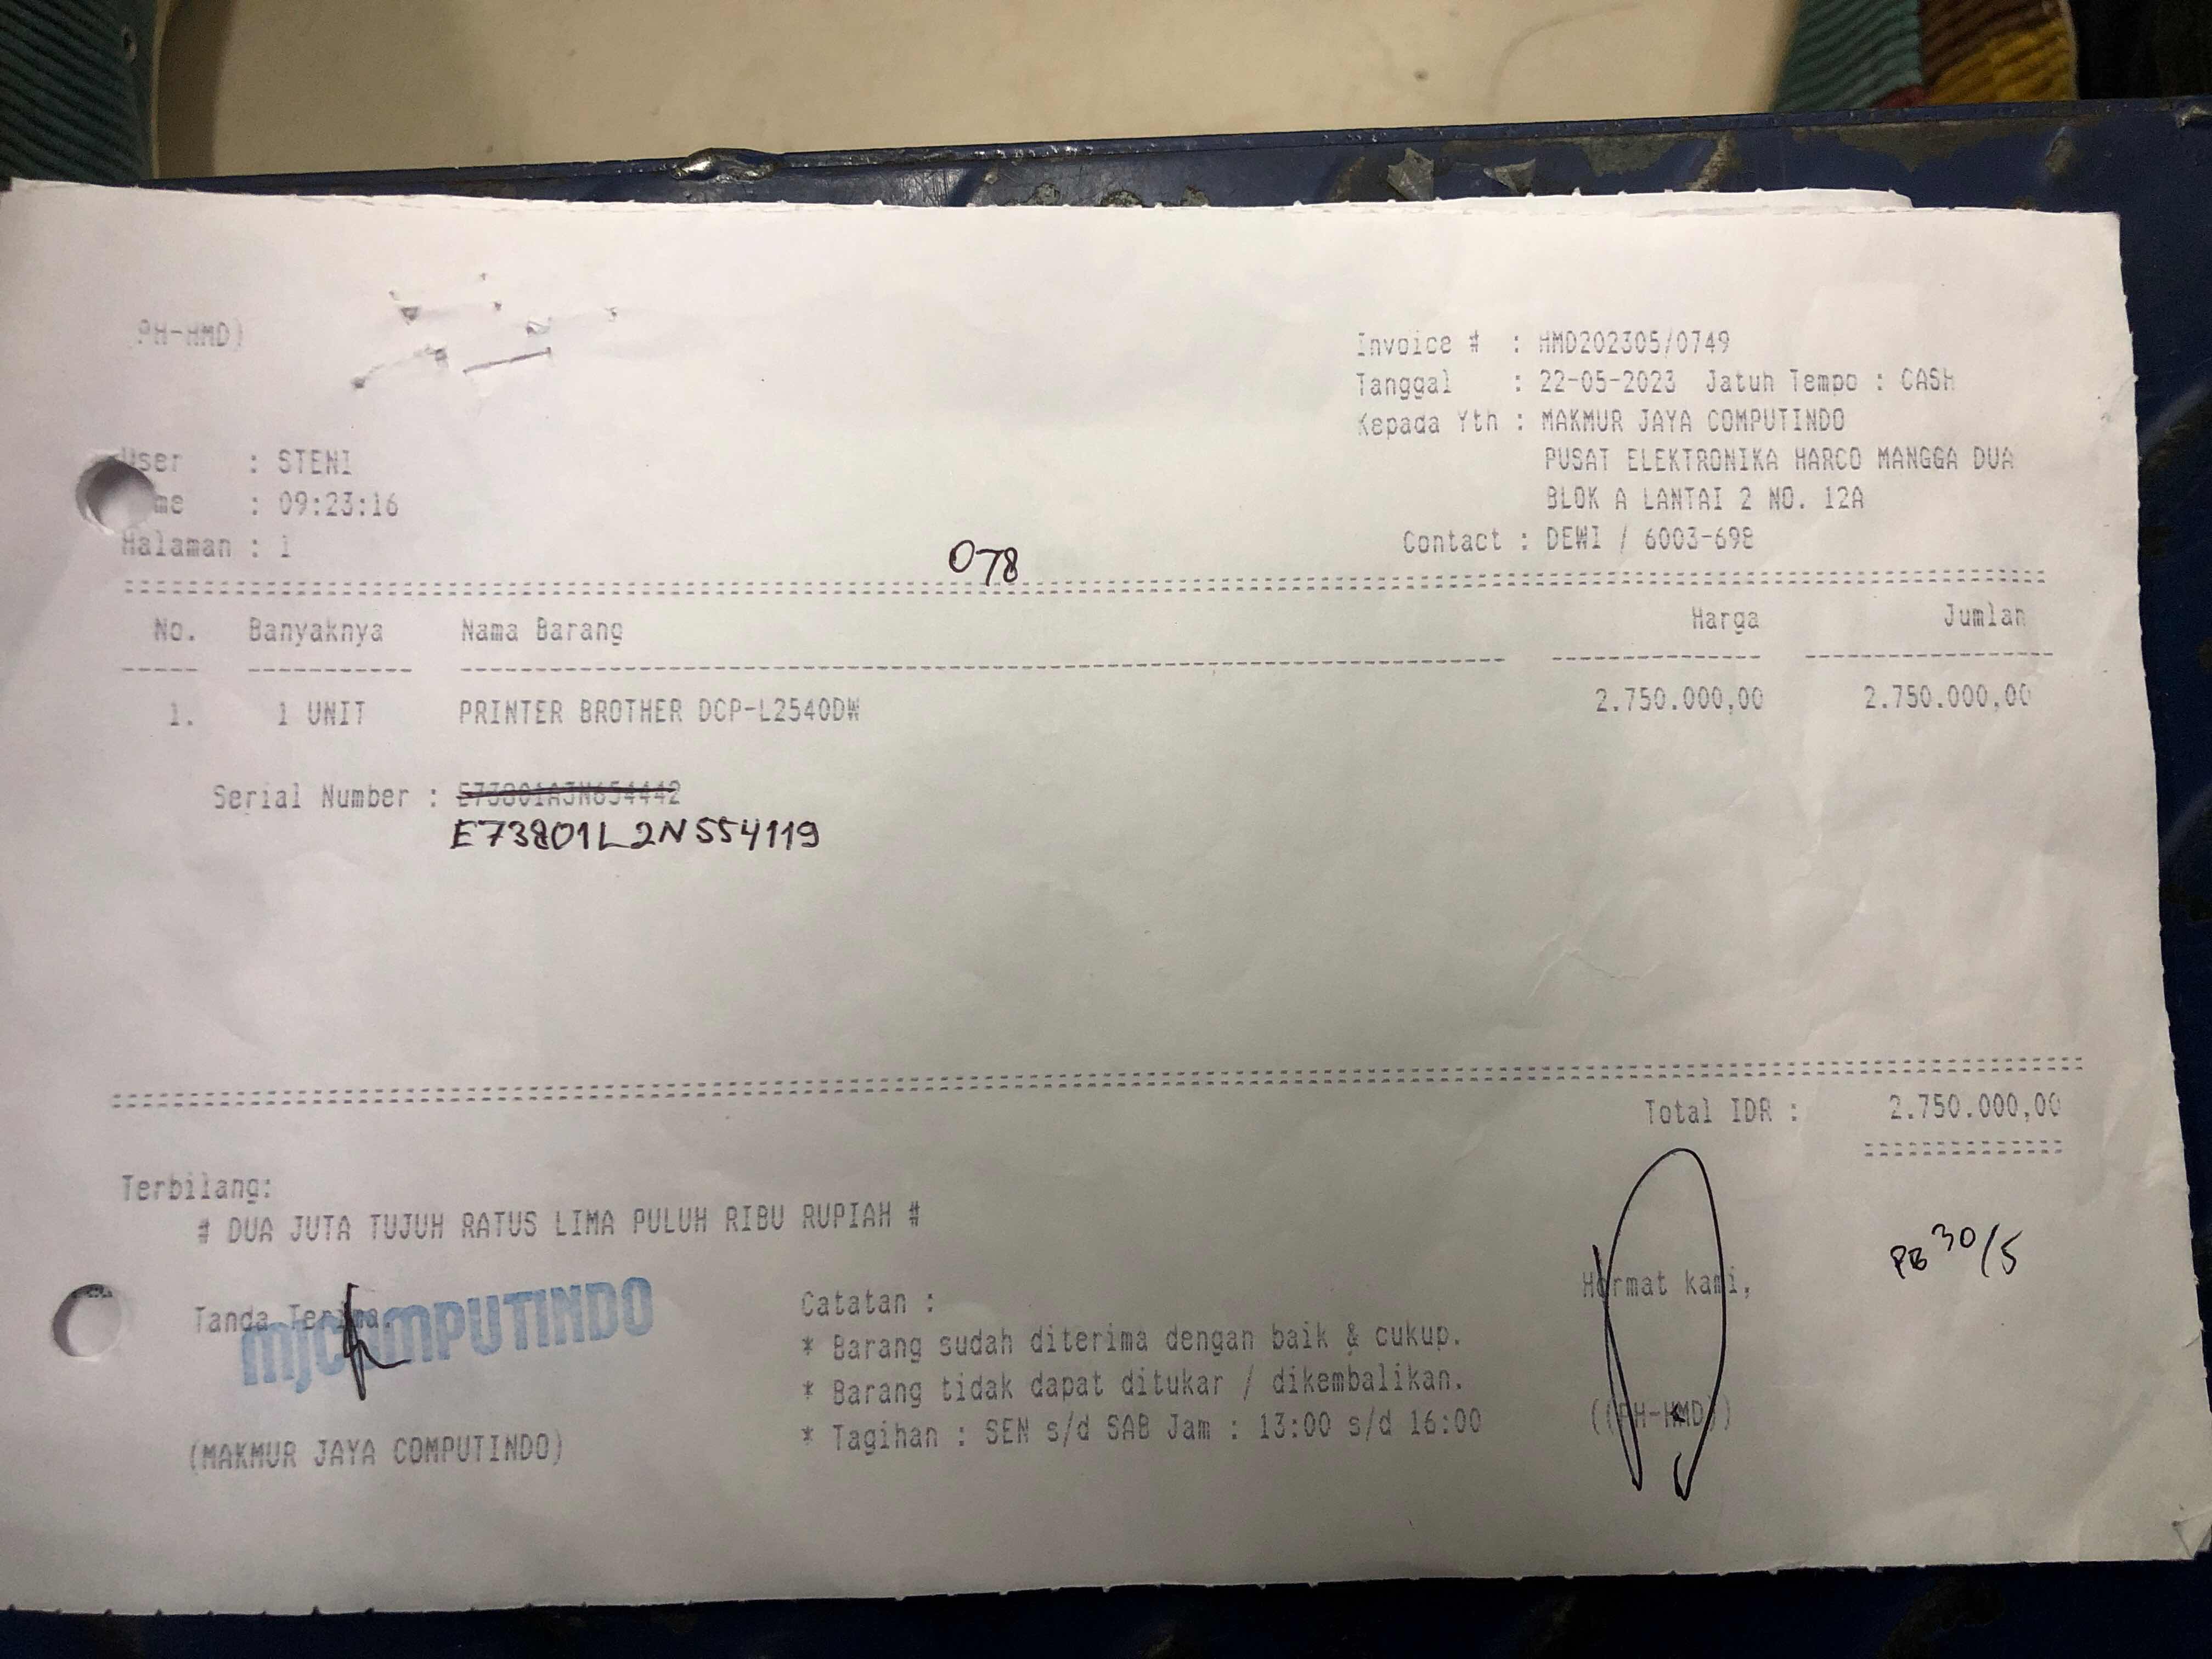 (PH-HMD)
Invoice # : HMD202305/0749
Tanggal : 22-05-2023 Jatuh Tempo : CASH
Kepada Yth : MAKMUR JAYA COMPUTINDO
PUSAT ELEKTRONIKA HARCO MANGGA DUA
BLOK A LANTAI 2 NO. 12A
Contact : DEWI / 6003-698
User : STENI
: 09:23:16
Halaman : 1
078
No. Banyaknya Nama Barang Harga Jumlah
1. 1 UNIT PRINTER BROTHER DCP-L2540DW 2.750.000,00 2.750.000,00
Serial Number : E73801A3N654442
E73801L2N554119
Total IDR : 2.750.000,00
Terbilang:
# DUA JUTA TUJUH RATUS LIMA PULUH RIBU RUPIAH #
PB 30/5
Tanda Terima,
mjCOMPUTINDO
(MAKMUR JAYA COMPUTINDO)
Catatan :
* Barang sudah diterima dengan baik & cukup.
* Barang tidak dapat ditukar / dikembalikan.
* Tagihan : SEN s/d SAB Jam : 13:00 s/d 16:00
Hormat kami,
((PH-HMD))